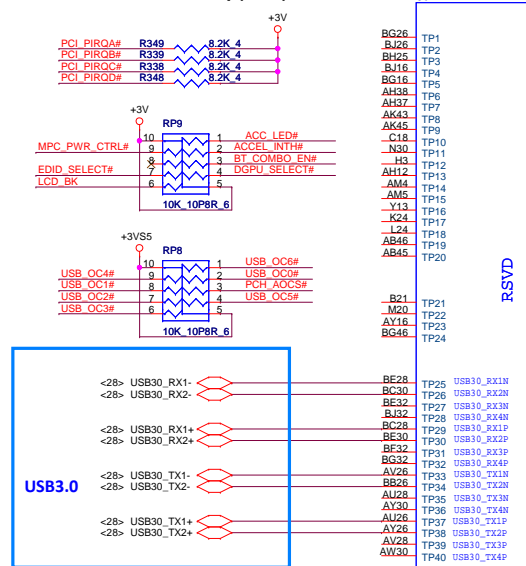 +3V
PCI_PIRQA# R349 8.2K_4
PCI_PIRQB# R339 8.2K_4
PCI_PIRQC# R338 8.2K_4
PCI_PIRQD# R348 8.2K_4
+3V
RP9
10 1 ACC_LED#
MPC_PWR_CTRL# 9 2 ACCEL_INTH#
8 3 BT_COMBO_EN#
EDID_SELECT# 7 4 DGPU_SELECT#
LCD_BK 6 5
10K_10P8R_6
+3VS5
RP8
10 1 USB_OC6#
USB_OC4# 9 2 USB_OC0#
USB_OC1# 8 3 PCH_AOCS#
USB_OC2# 7 4 USB_OC5#
USB_OC3# 6 5
10K_10P8R_6
BG26 TP1
BJ26 TP2
BH25 TP3
BJ16 TP4
BG16 TP5
AH38 TP6
AH37 TP7
AK43 TP8
AK45 TP9
C18 TP10
N30 TP11
H3 TP12
AH12 TP13
AM4 TP14
AM5 TP15
Y13 TP16
K24 TP17
L24 TP18
AB46 TP19
AB45 TP20
RSVD
B21 TP21
M20 TP22
AY16 TP23
BG46 TP24
USB3.0
<28> USB30_RX1- BE28 TP25 USB30_RX1N
<28> USB30_RX2- BC30 TP26 USB30_RX2N
BE32 TP27 USB30_RX3N
BJ32 TP28 USB30_RX4N
<28> USB30_RX1+ BC28 TP29 USB30_RX1P
<28> USB30_RX2+ BE30 TP30 USB30_RX2P
BF32 TP31 USB30_RX3P
BG32 TP32 USB30_RX4P
<28> USB30_TX1- AV26 TP33 USB30_TX1N
<28> USB30_TX2- BB26 TP34 USB30_TX2N
AU28 TP35 USB30_TX3N
AY30 TP36 USB30_TX4N
<28> USB30_TX1+ AU26 TP37 USB30_TX1P
<28> USB30_TX2+ AY26 TP38 USB30_TX2P
AV28 TP39 USB30_TX3P
AW30 TP40 USB30_TX4P